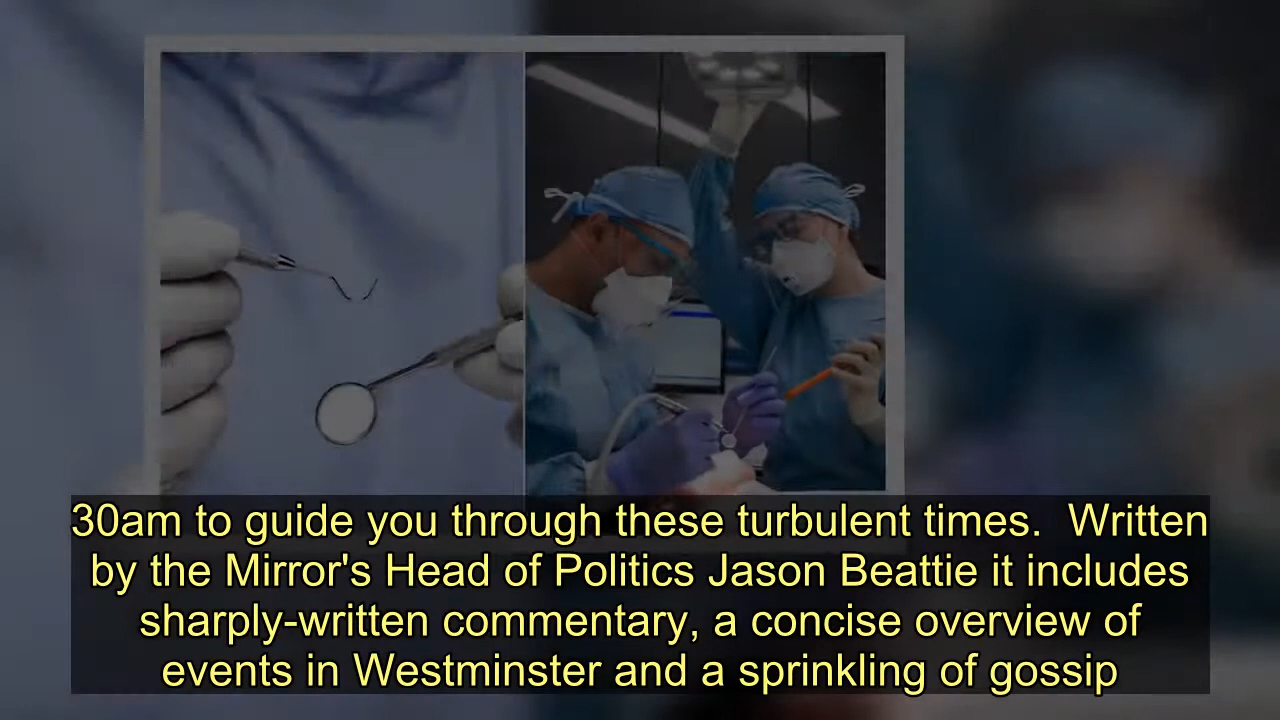 30am to guide you through these turbulent times.  Written
by the Mirror's Head of Politics Jason Beattie it includes
sharply-written commentary, a concise overview of
events in Westminster and a sprinkling of gossip